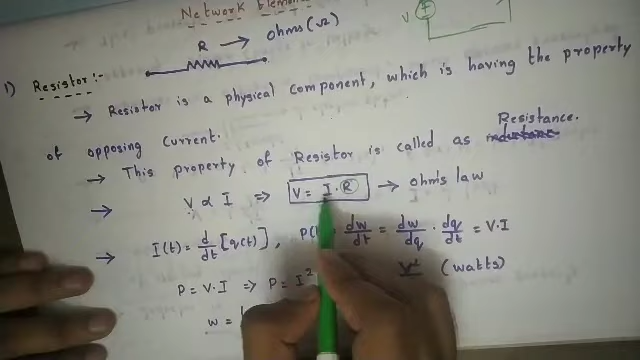 Network Elemen
R → ohms (Ω)
V
1) Resistor :-
→ Resistor is a physical component, which is having the property
of opposing current.
→ This property of Resistor is called as Resistance.
→ V ∝ I ⇒ V = I · R → ohm's law
→ I(t) = d/dt [q(t)] , P(t dw/dt = dw/dq · dq/dt = V·I
P = V·I ⇒ P = I² (watts)
w =